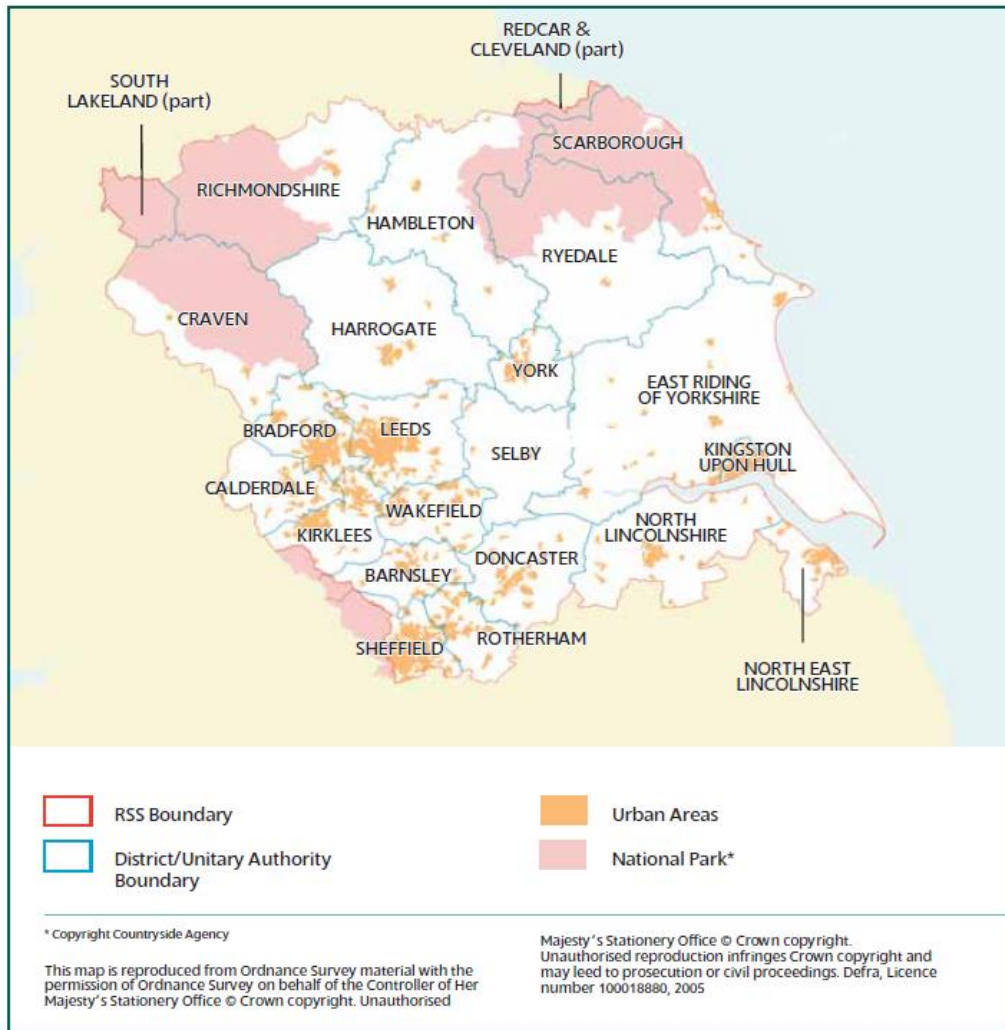 REDCAR &
CLEVELAND (part)
SOUTH
LAKELAND (part)
SCARBOROUGH
RICHMONDSHIRE
HAMBLETON
RYEDALE
CRAVEN
HARROGATE
YORK
EAST RIDING
OF YORKSHIRE
BRADFORD
LEEDS
SELBY
KINGSTON
UPON HULL
CALDERDALE
WAKEFIELD
NORTH
LINCOLNSHIRE
KIRKLEES
DONCASTER
BARNSLEY
ROTHERHAM
SHEFFIELD
NORTH EAST
LINCOLNSHIRE
RSS Boundary
District/Unitary Authority
Boundary
Urban Areas
National Park*
* Copyright Countryside Agency
This map is reproduced from Ordnance Survey material with the
permission of Ordnance Survey on behalf of the Controller of Her
Majesty's Stationery Office © Crown copyright. Unauthorised
Majesty's Stationery Office © Crown copyright.
Unauthorised reproduction infringes Crown copyright and
may leed to prosecution or civil proceedings. Defra, Licence
number 100018880, 2005